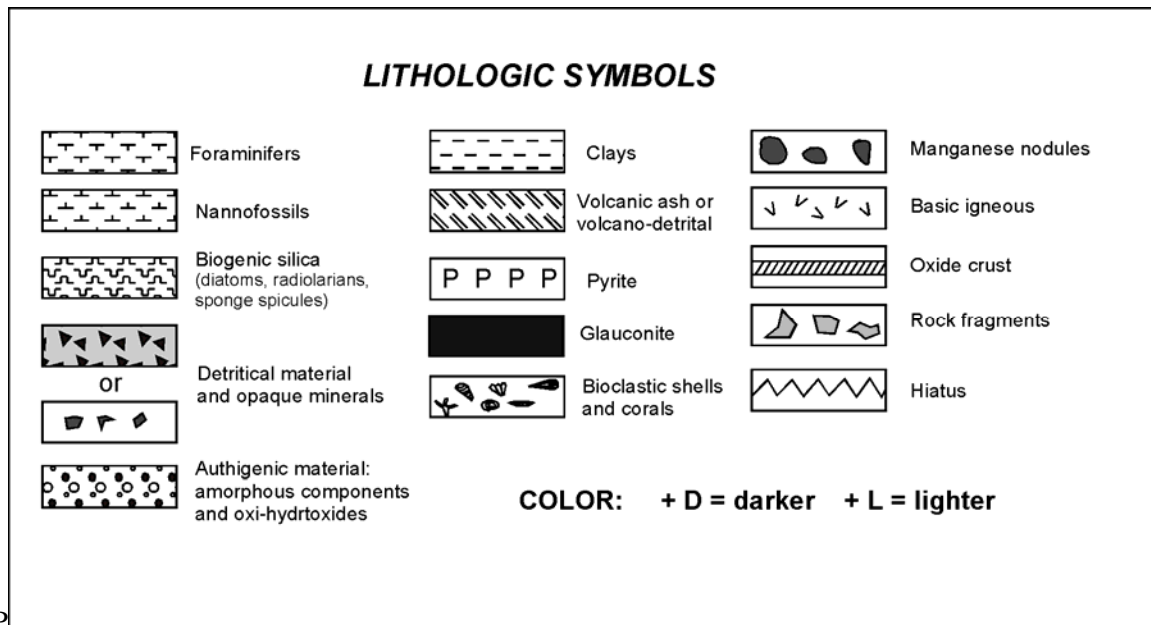 LITHOLOGIC SYMBOLS
Foraminifers
Nannofossils
Biogenic silica
(diatoms, radiolarians,
sponge spicules)
or
Detritical material
and opaque minerals
Authigenic material:
amorphous components
and oxi-hydrtoxides
Clays
Volcanic ash or
volcano-detrital
P P P P
Pyrite
Glauconite
Bioclastic shells
and corals
Manganese nodules
Basic igneous
Oxide crust
Rock fragments
Hiatus
COLOR: + D = darker + L = lighter